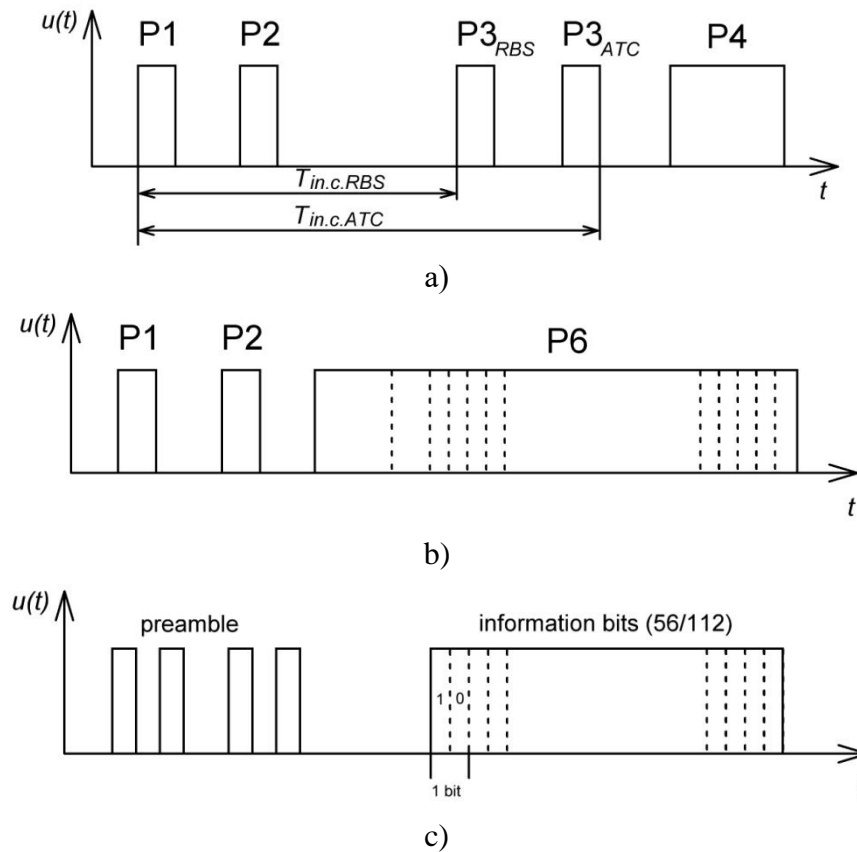 u(t) P1 P2 P3RBS P3ATC P4
Tin.c.RBS
t
Tin.c.ATC
a)
u(t) P1 P2 P6
t
b)
u(t) preamble information bits (56/112)
1 0
1 bit
c)